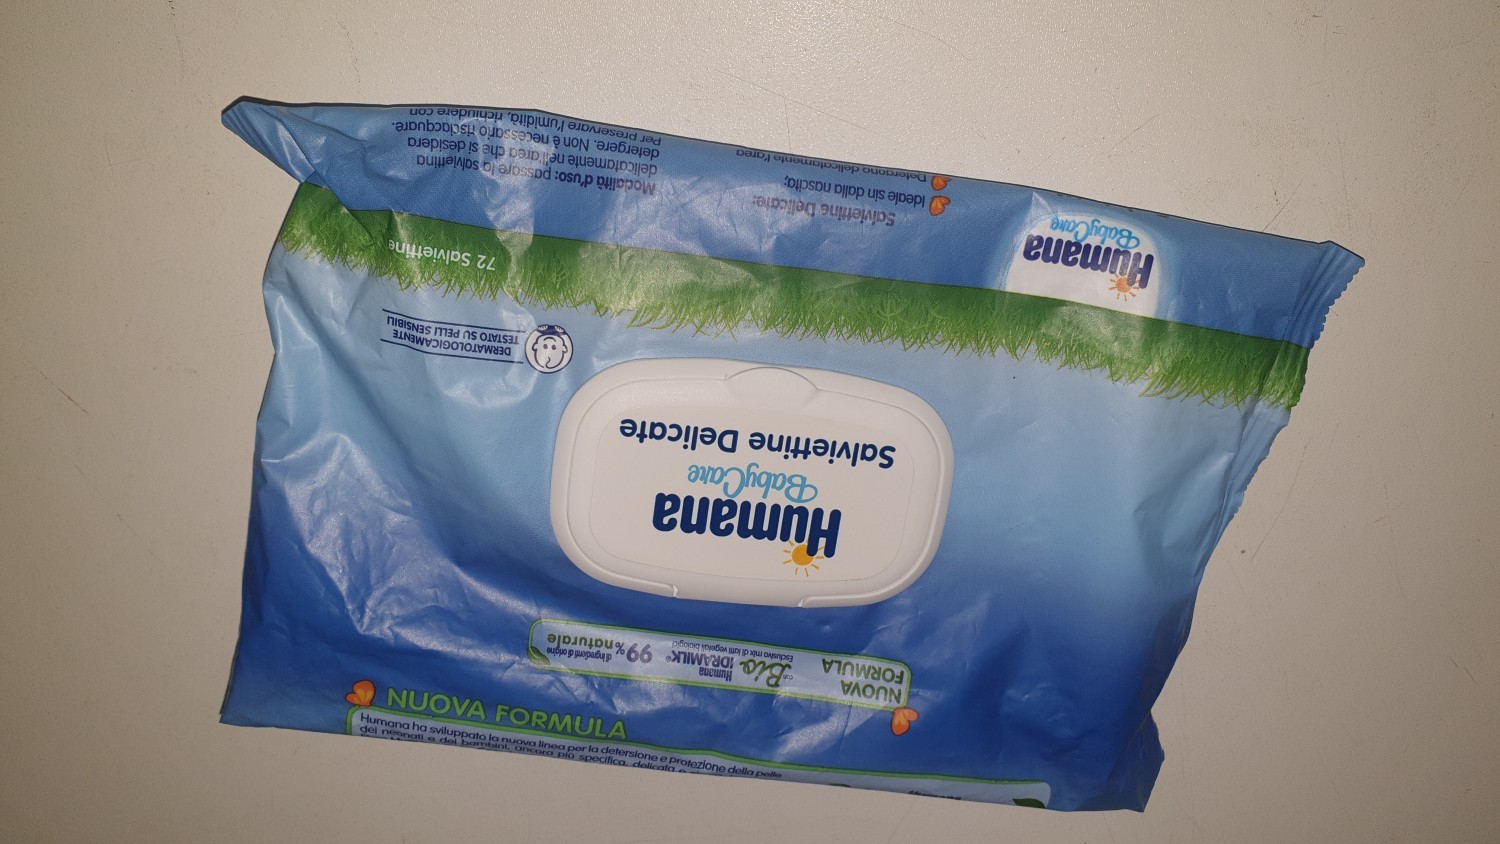 NUOVA FORMULA
Humana ha sviluppato la nuova linea per la detersione e protezione della pelle
dei neonati e dei bambini, ancora più specifica, delicata e
NUOVA
FORMULA
con Bio
Humana
IDRAMILK®
Esclusivo mix di latti vegetali biologici
99%
di ingredienti di origine
naturale
Humana
BabyCare
Salviettine Delicate
DERMATOLOGICAMENTE
TESTATO SU PELLI SENSIBILI
72 Salviettine
Humana
BabyCare
Salviettine Delicate:
Ideale sin dalla nascita;
Detergono delicatamente l'area
Modalità d'uso: passare la salviettina
delicatamente nell'area che si desidera
detergere. Non è necessario risciacquare.
Per preservare l'umidità, richiudere con